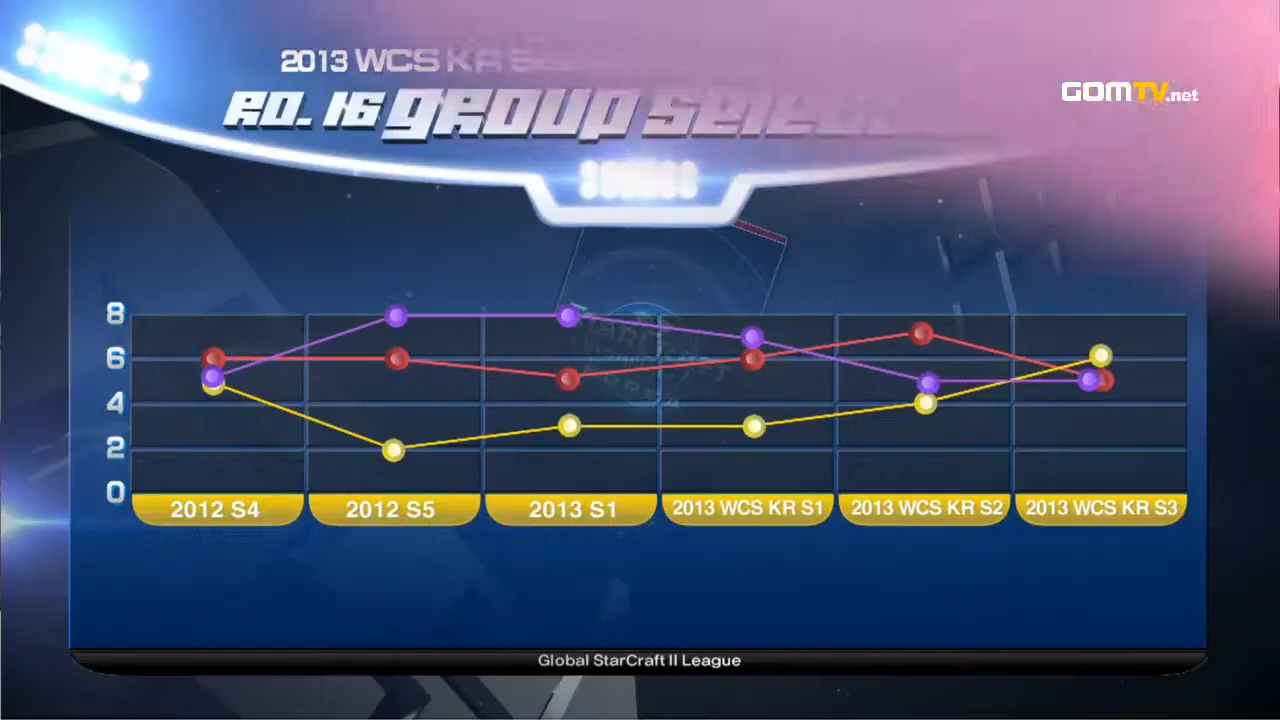 2013 WCS KR
RO. 16 GROUP SELECT
GOMTV.net
8
6
4
2
0
2012 S4
2012 S5
2013 S1
2013 WCS KR S1
2013 WCS KR S2
2013 WCS KR S3
Global StarCraft II League